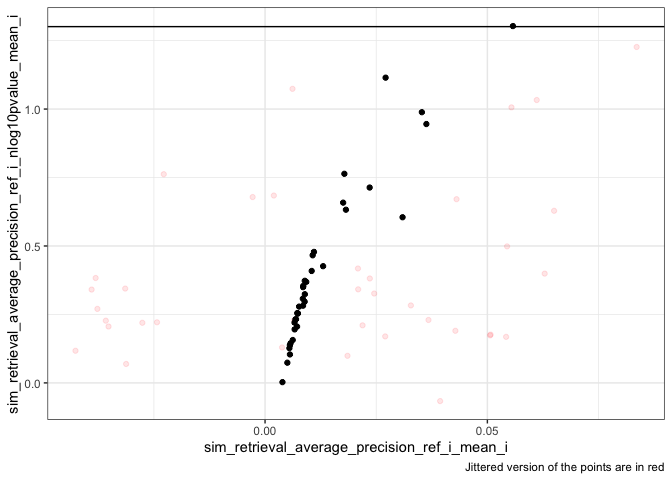 sim_retrieval_average_precision_ref_i_nlog10pvalue_mean_i
1.0
0.5
0.0
0.00
0.05
sim_retrieval_average_precision_ref_i_mean_i
Jittered version of the points are in red